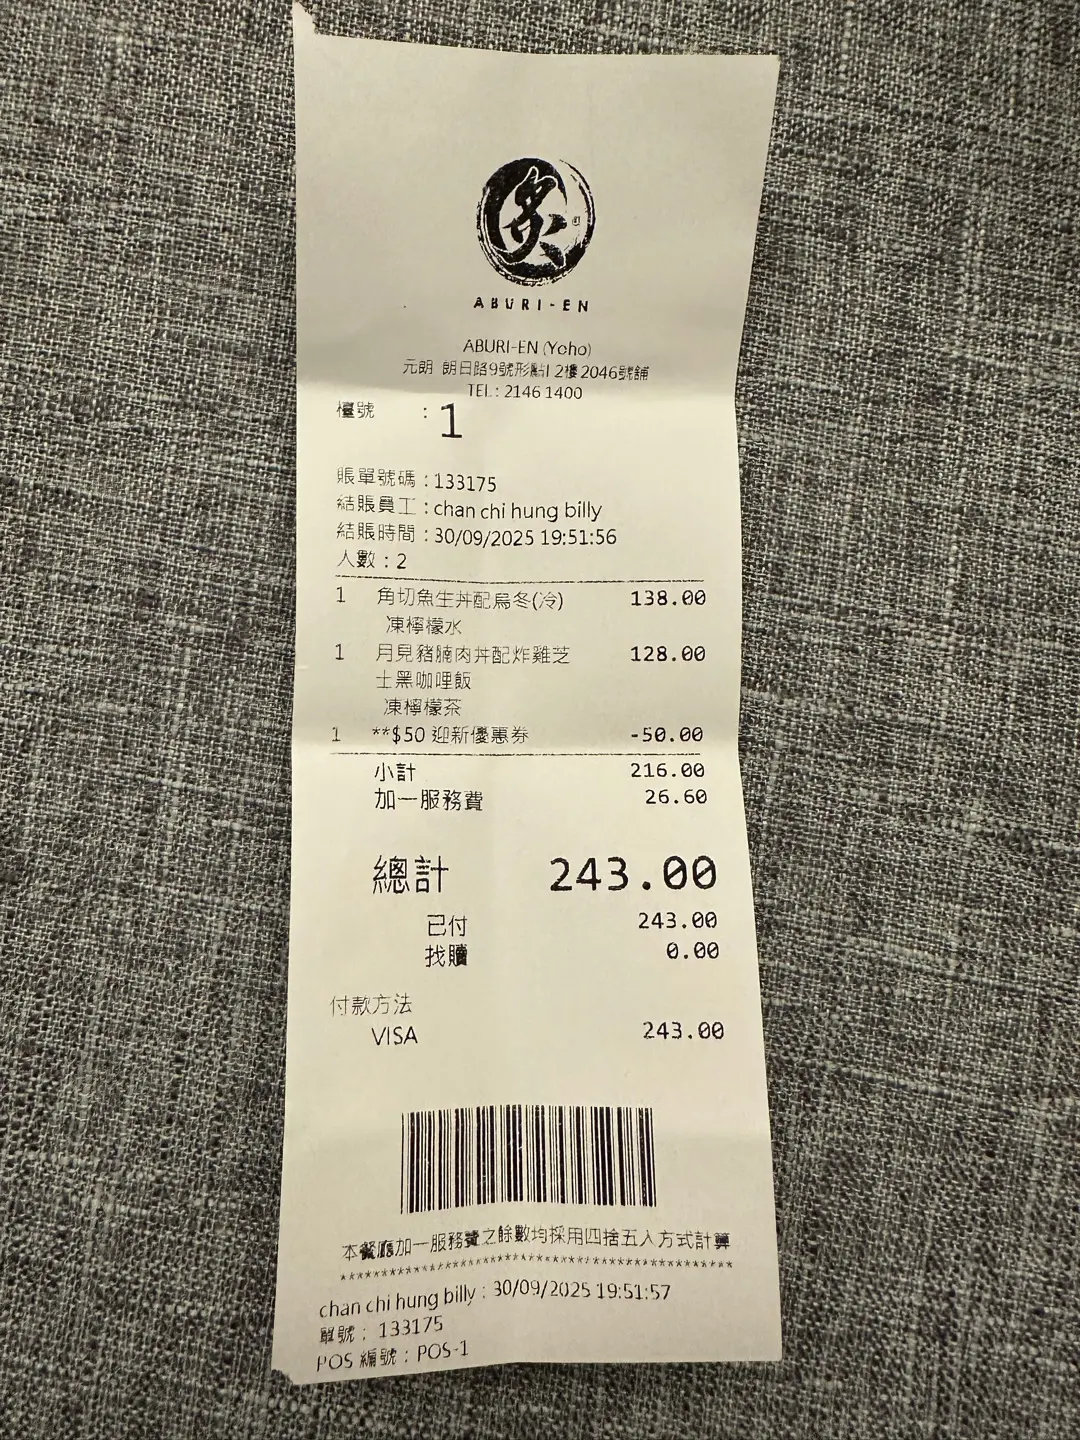 炙
ABURI-EN
ABURI-EN (Yoho)
元朗 朗日路9號形點I 2樓 2046號舖
TEL: 2146 1400
檯號 : 1
賬單號碼 : 133175
結賬員工 : chan chi hung billy
結賬時間 : 30/09/2025 19:51:56
人數 : 2
1 角切魚生丼配烏冬(冷) 138.00
凍檸檬水
1 月見豬腩肉丼配炸雞芝 128.00
士黑咖哩飯
凍檸檬茶
1 **$50 迎新優惠券 -50.00
小計 216.00
加一服務費 26.60
總計 243.00
已付 243.00
找贖 0.00
付款方法
VISA 243.00
本餐廳加一服務費之餘數均採用四捨五入方式計算
************************************************
chan chi hung billy : 30/09/2025 19:51:57
單號 : 133175
POS 編號 : POS-1